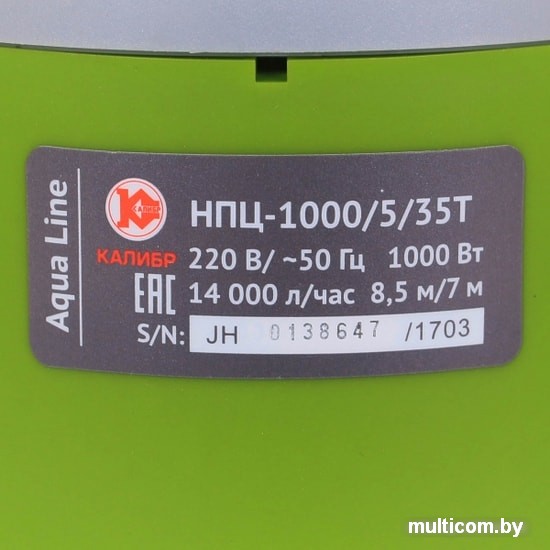 Aqua Line
КАЛИБР
КАЛИБР
НПЦ-1000/5/35Т
220 В/ ~50 Гц 1000 Вт
EAC 14 000 л/час 8,5 м/7 м
S/N: JH 0138647 /1703
multicom.by